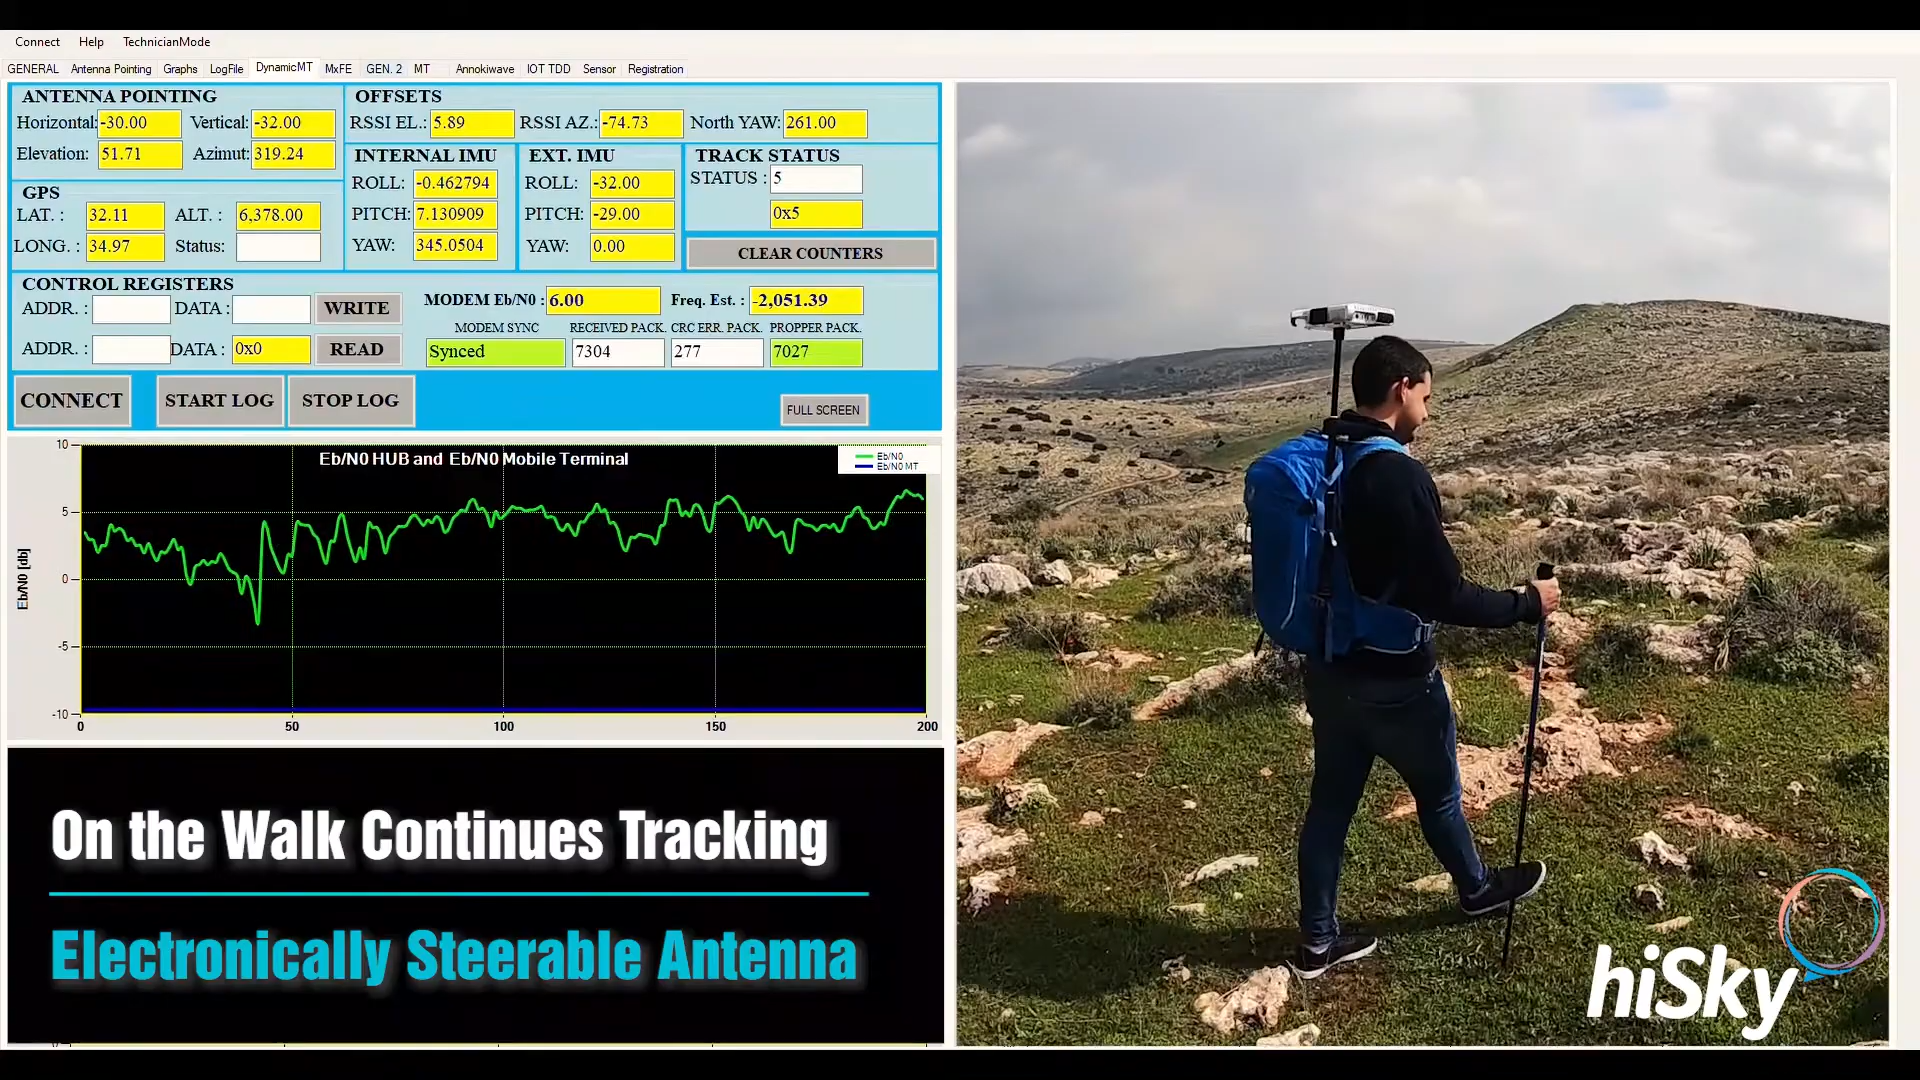 Connect Help TechnicianMode
GENERAL Antenna Pointing Graphs LogFile DynamicMT MxFE GEN. 2 MT Annokiwave IOT TDD Sensor Registration
ANTENNA POINTING
Horizontal: -30.00 Vertical: -32.00
Elevation: 51.71 Azimut: 319.24
OFFSETS
RSSI EL.: 5.89 RSSI AZ.: -74.73 North YAW: 261.00
GPS
LAT. : 32.11 ALT. : 6,378.00
LONG. : 34.97 Status:
INTERNAL IMU
ROLL: -0.462794
PITCH: 7.130909
YAW: 345.0504
EXT. IMU
ROLL: -32.00
PITCH: -29.00
YAW: 0.00
TRACK STATUS
STATUS : 5
0x5
CLEAR COUNTERS
CONTROL REGISTERS
ADDR. : DATA : WRITE
ADDR. : DATA : 0x0 READ
MODEM Eb/N0 : 6.00 Freq. Est. : -2,051.39
MODEM SYNC RECEIVED PACK. CRC ERR. PACK. PROPPER PACK.
Synced 7304 277 7027
CONNECT START LOG STOP LOG FULL SCREEN
Eb/N0 HUB and Eb/N0 Mobile Terminal
Eb/N0
Eb/N0 MT
Eb/N0 [db]
10
5
0
-5
-10
0 50 100 150 200
On the Walk Continues Tracking
Electronically Steerable Antenna
hiSky